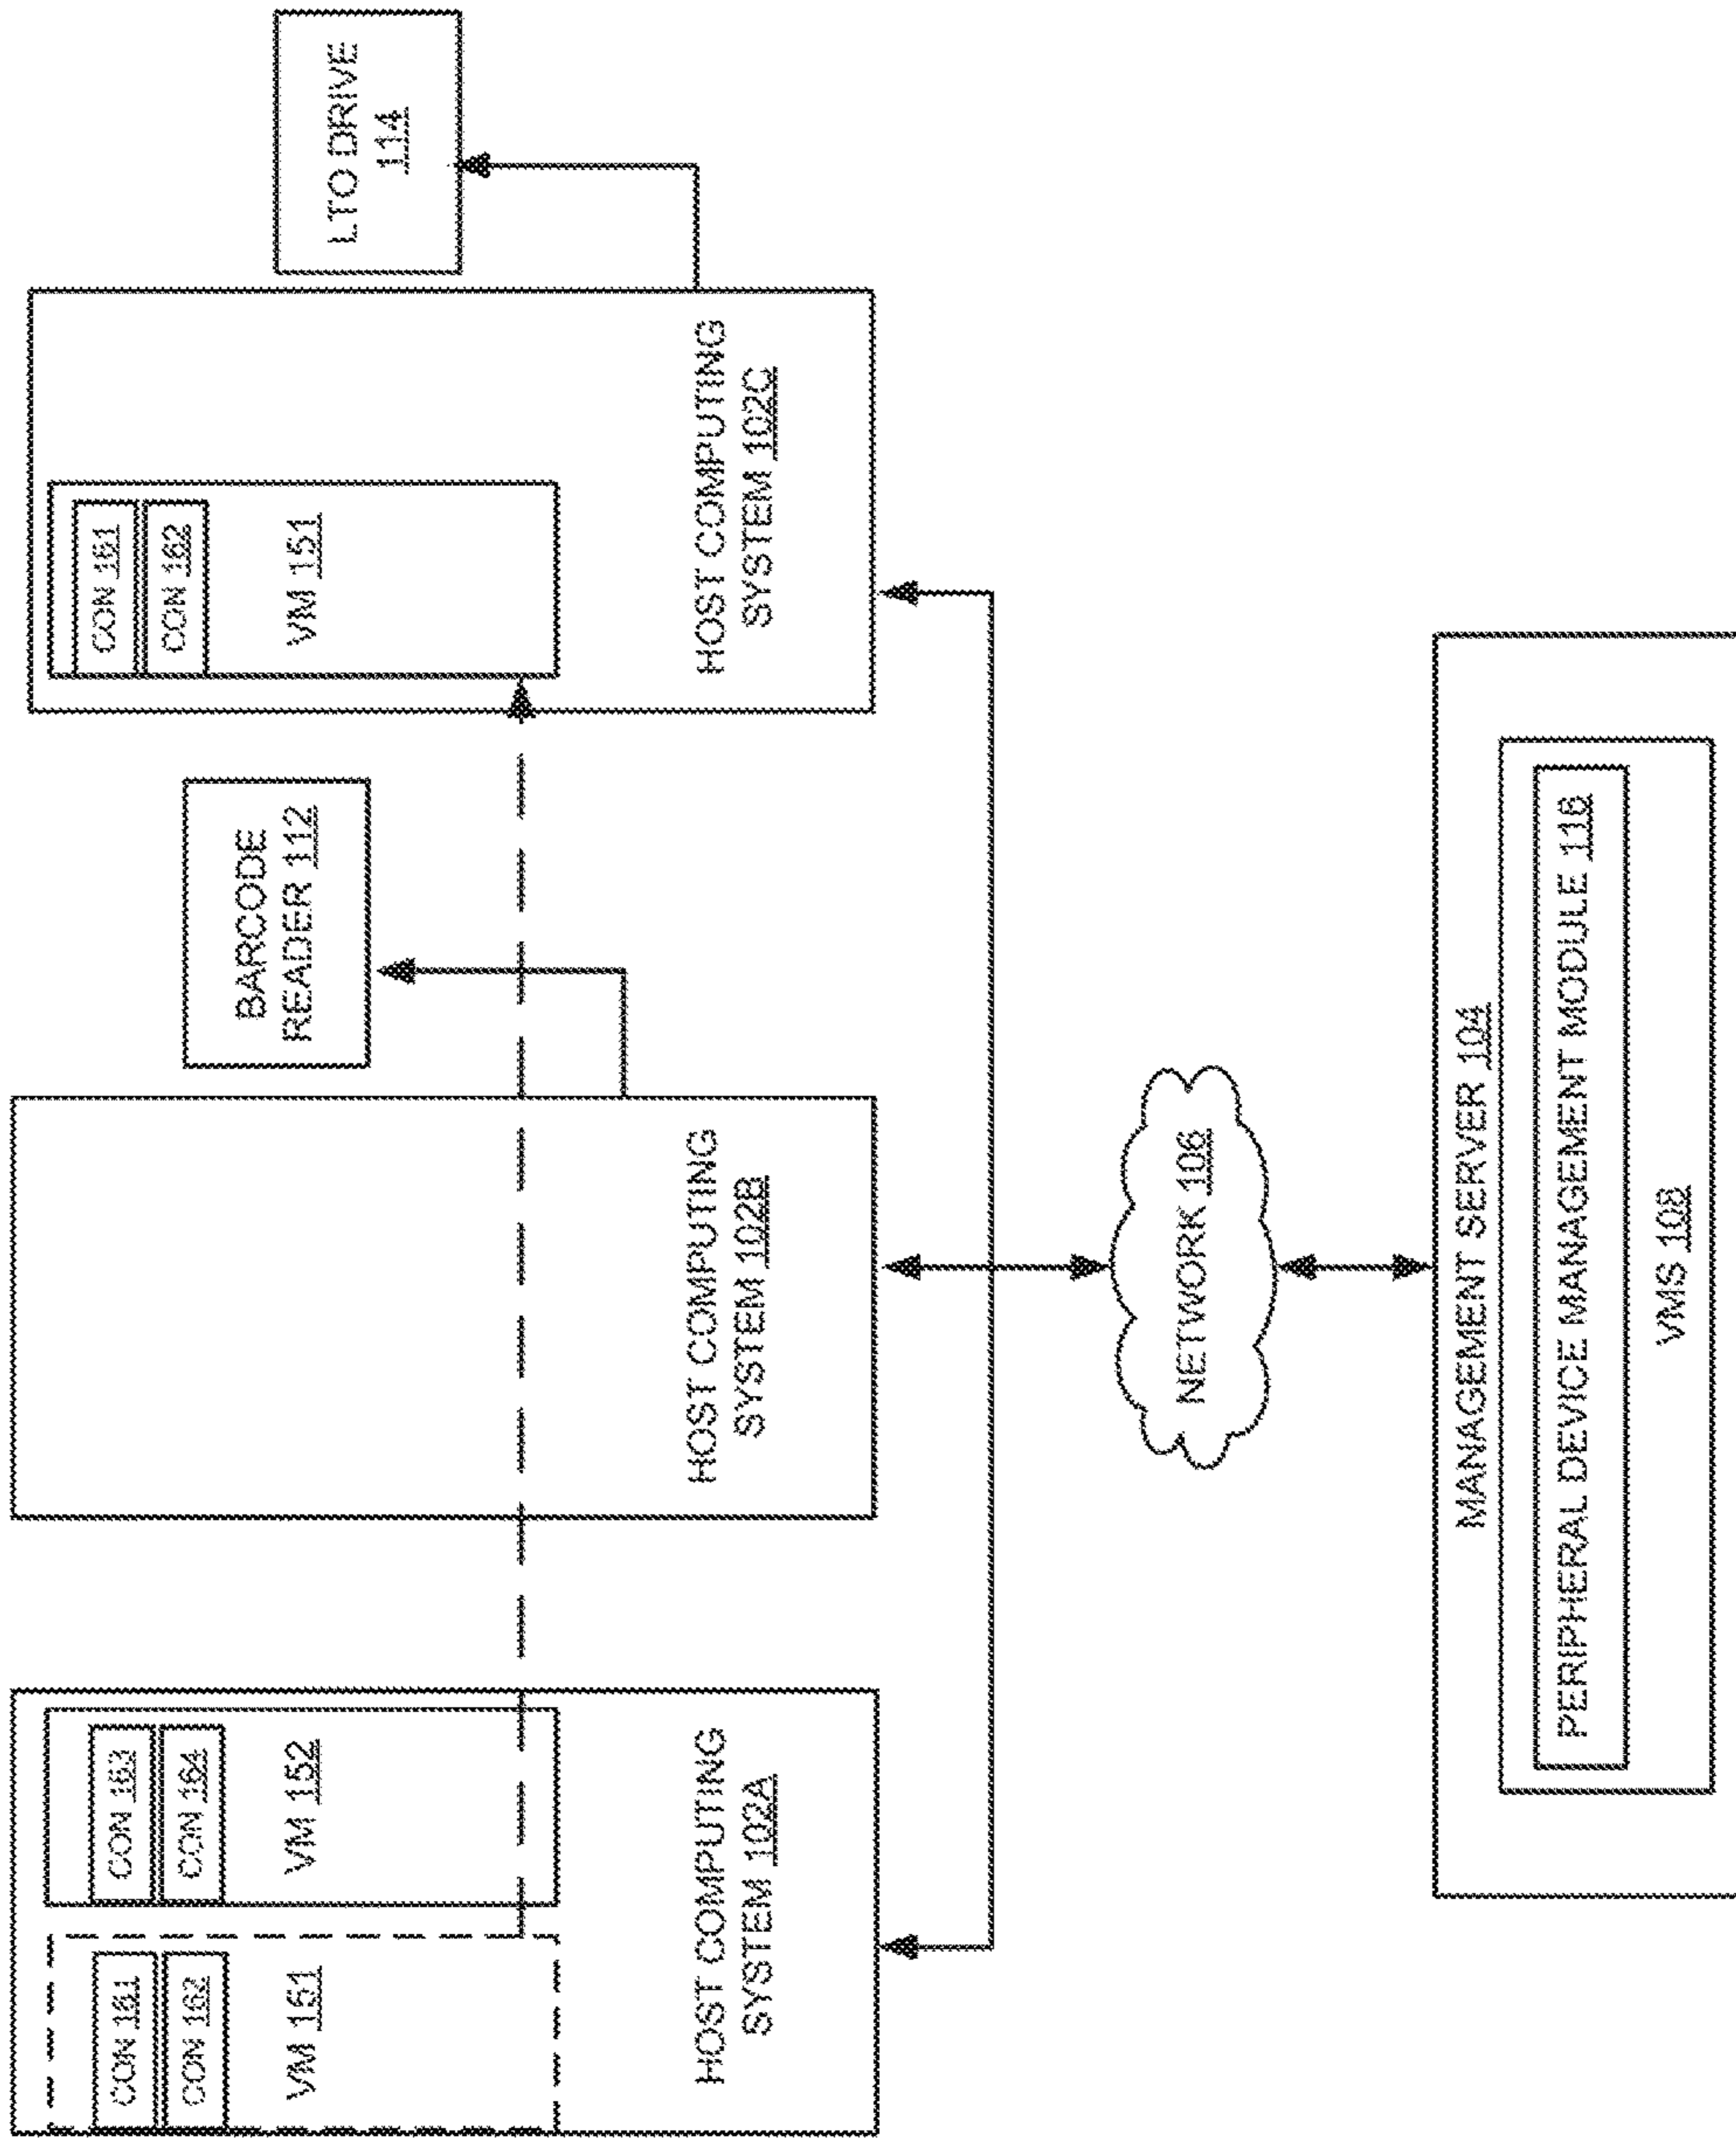 CON 161
CON 162
VM 151
CON 163
CON 164
VM 152
HOST COMPUTING
SYSTEM 102A
HOST COMPUTING
SYSTEM 102B
BARCODE
READER 112
CON 161
CON 162
VM 151
HOST COMPUTING
SYSTEM 102C
LTO DRIVE
114
NETWORK 106
MANAGEMENT SERVER 104
PERIPHERAL DEVICE MANAGEMENT MODULE 116
VMS 108